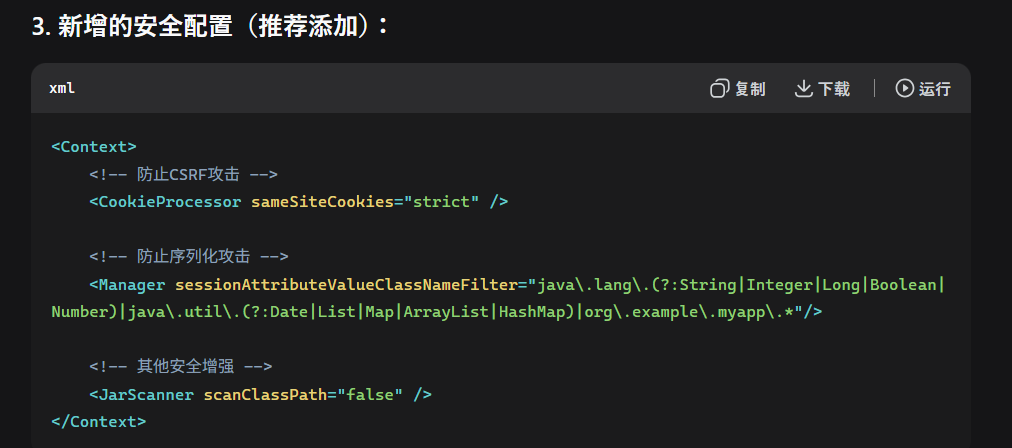 3. 新增的安全配置（推荐添加）：
xml 复制 下载 运行
<Context>
<!-- 防止CSRF攻击 -->
<CookieProcessor sameSiteCookies="strict" />
<!-- 防止序列化攻击 -->
<Manager sessionAttributeValueClassNameFilter="java\.lang\.(?:String|Integer|Long|Boolean|
Number)|java\.util\.(?:Date|List|Map|ArrayList|HashMap)|org\.example\.myapp\.*"/>
<!-- 其他安全增强 -->
<JarScanner scanClassPath="false" />
</Context>